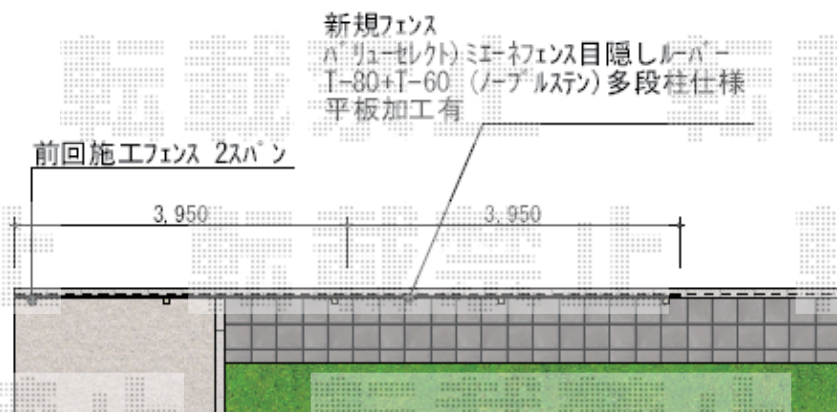 新規フェンス
バリューセレクト)ミエーネフェンス目隠しルーバー
T-80+T-60 (ノーブルステン)多段柱仕様
平板加工有
前回施工フェンス 2スパン
3,950
3,950